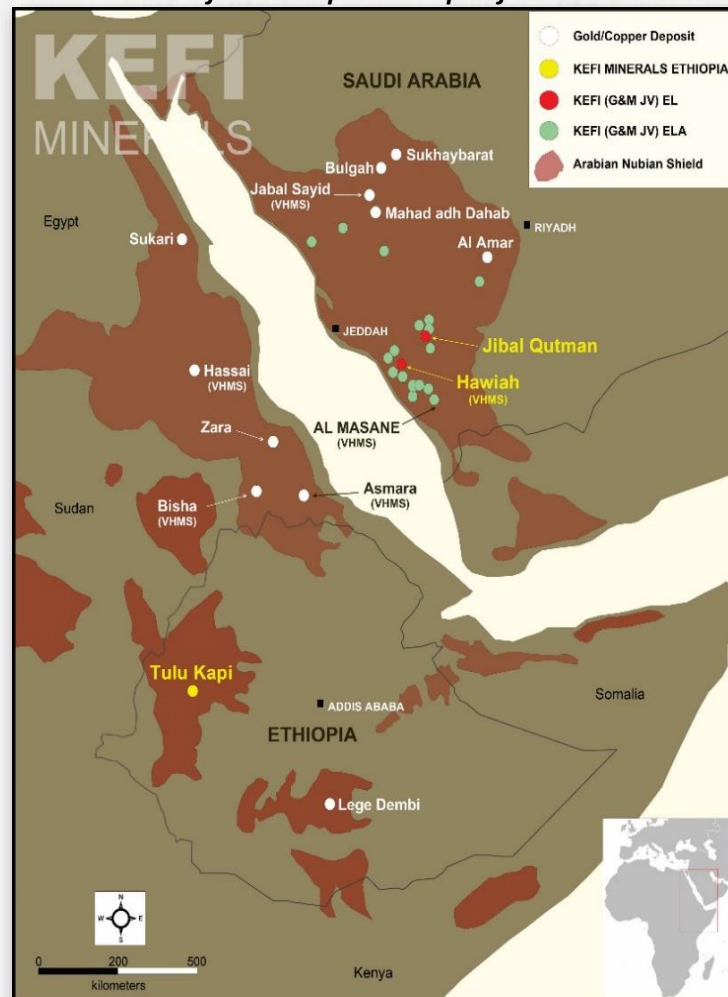 KEFI
MINERALS
Gold/Copper Deposit
KEFI MINERALS ETHIOPIA
KEFI (G&M JV) EL
KEFI (G&M JV) ELA
Arabian Nubian Shield
SAUDI ARABIA
Sukhaybarat
Bulgah
Jabal Sayid
(VHMS)
Mahad adh Dahab
Egypt
Sukari
RIYADH
Al Amar
JEDDAH
Jibal Qutman
Hawiah
(VHMS)
Hassai
(VHMS)
AL MASANE
(VHMS)
Zara
Sudan
Bisha
(VHMS)
Asmara
(VHMS)
Tulu Kapi
ADDIS ABABA
Somalia
ETHIOPIA
Lege Dembi
N
W E
S
0 200 500
kilometers
Kenya